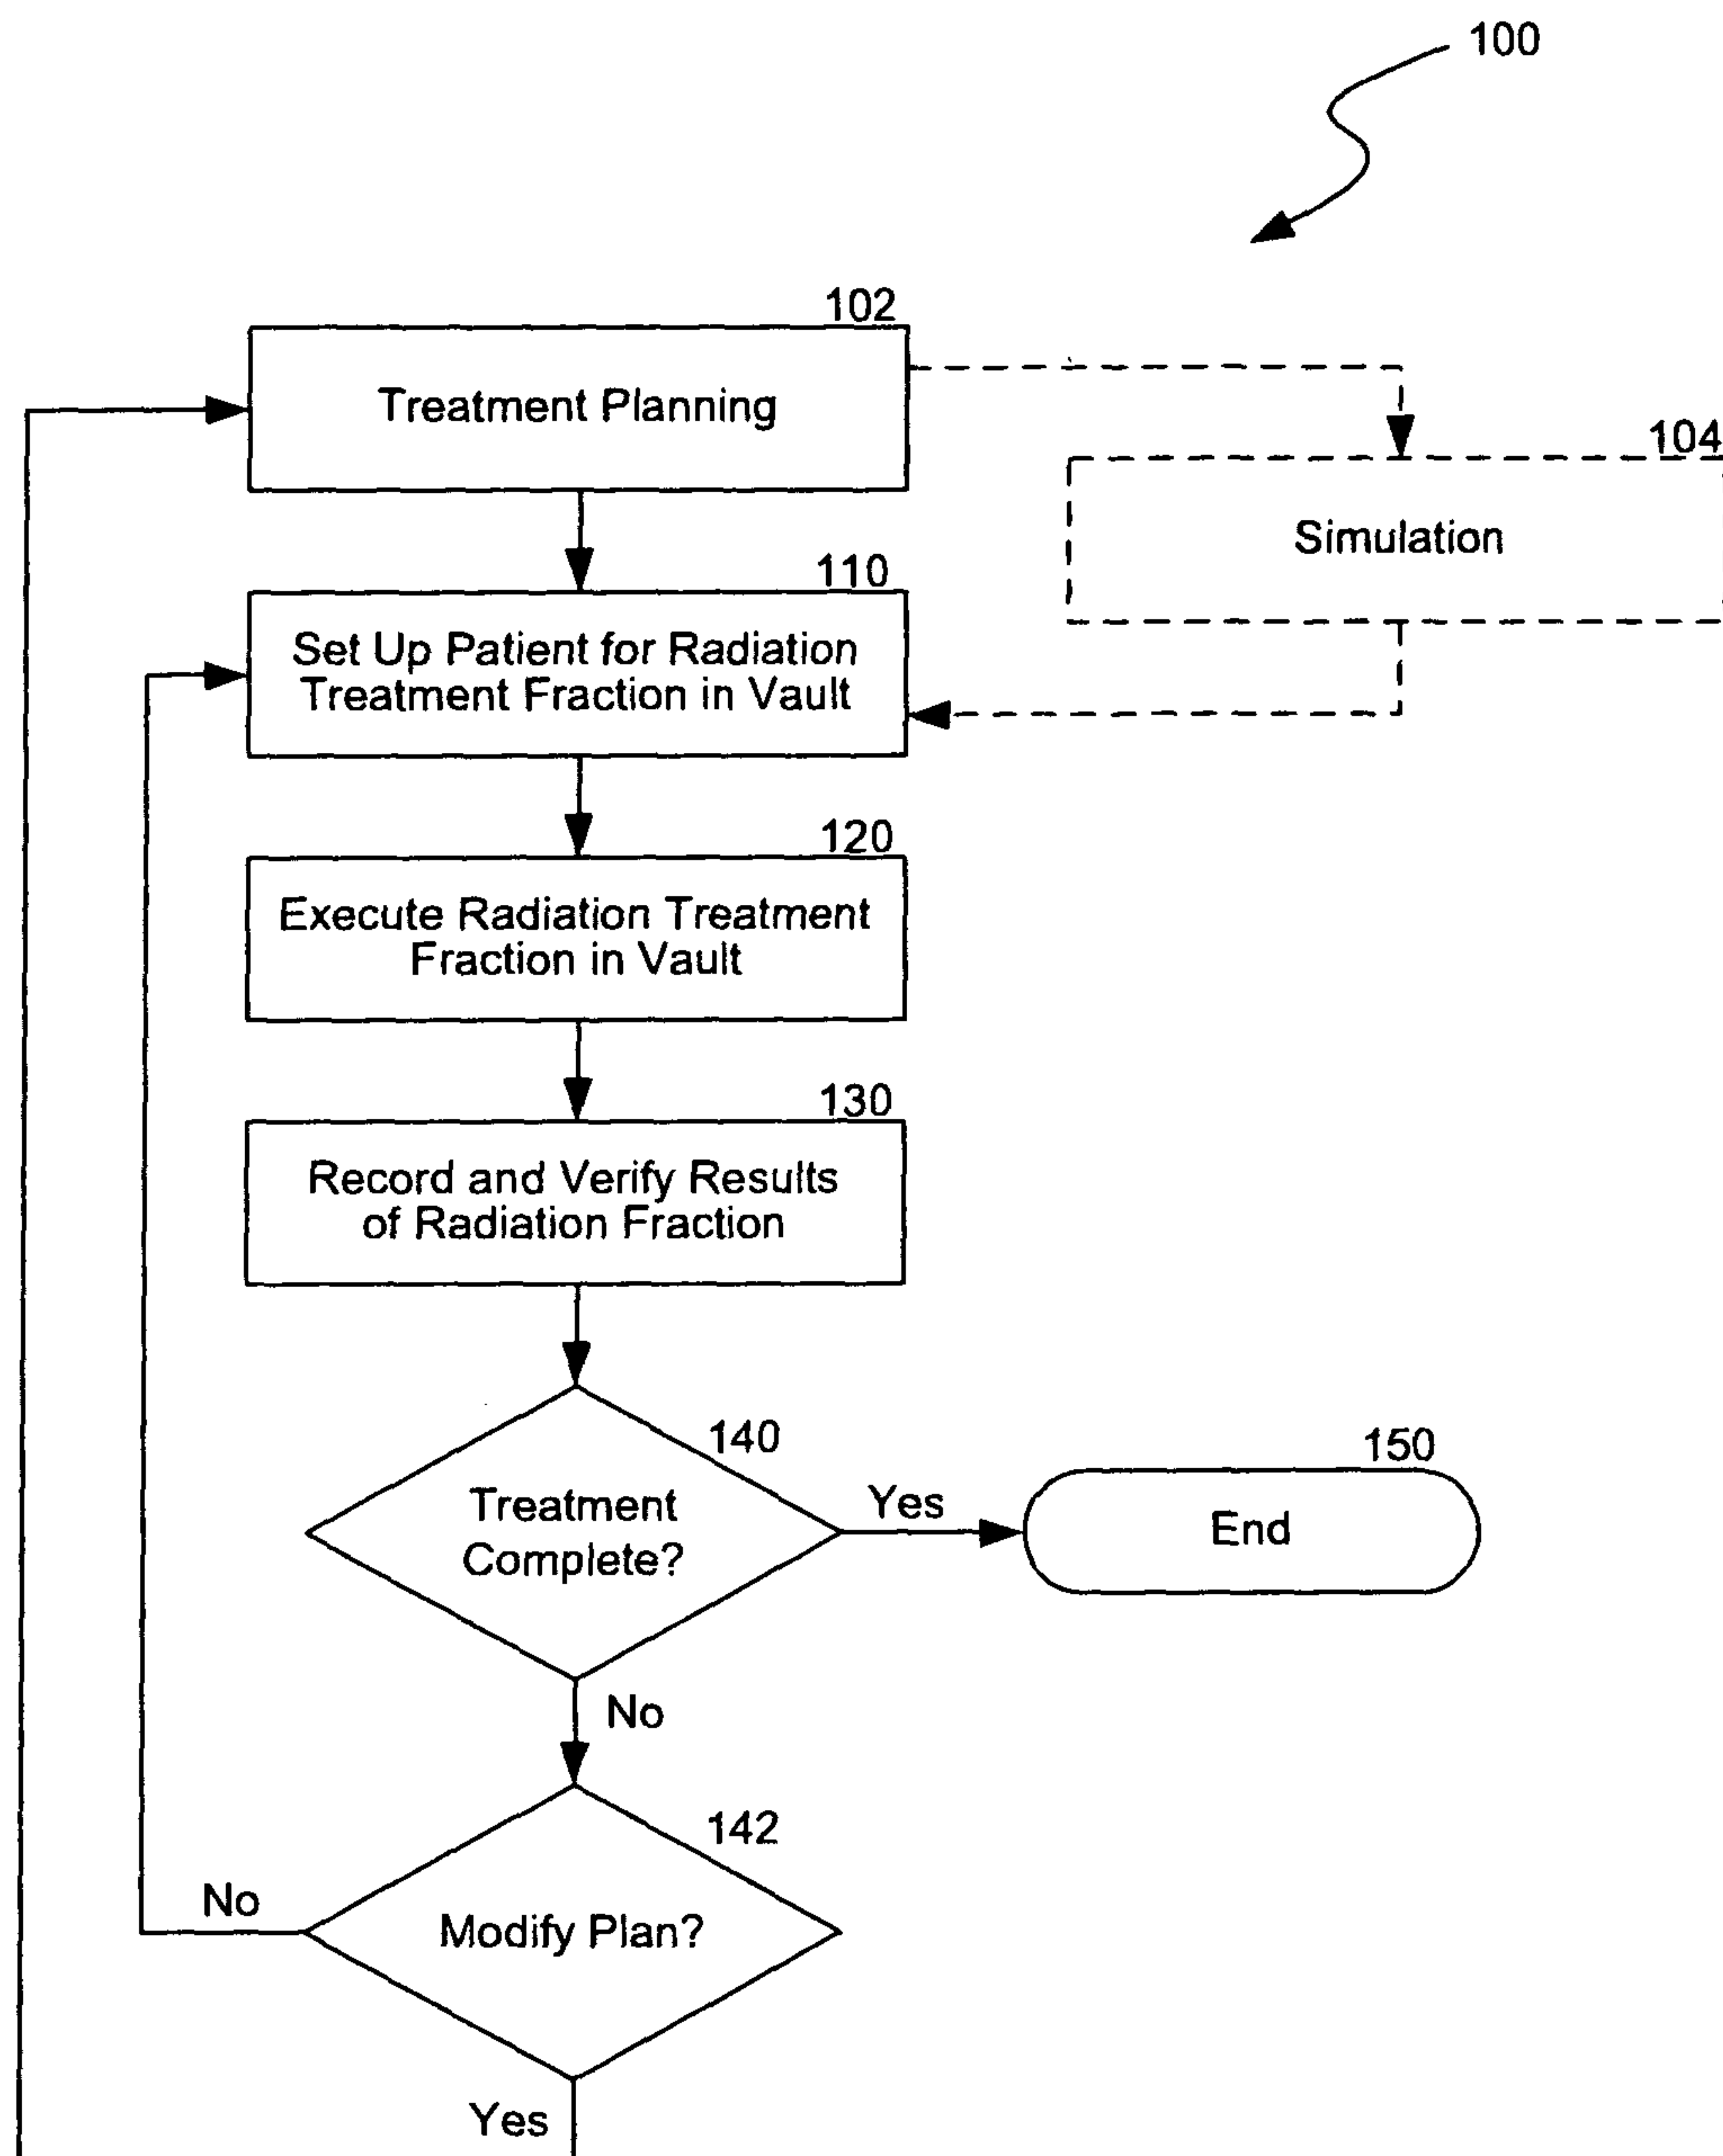 100
102
Treatment Planning
104
Simulation
110
Set Up Patient for Radiation
Treatment Fraction in Vault
120
Execute Radiation Treatment
Fraction in Vault
130
Record and Verify Results
of Radiation Fraction
140
Treatment
Complete?
Yes
150
End
No
142
Modify Plan?
No
Yes